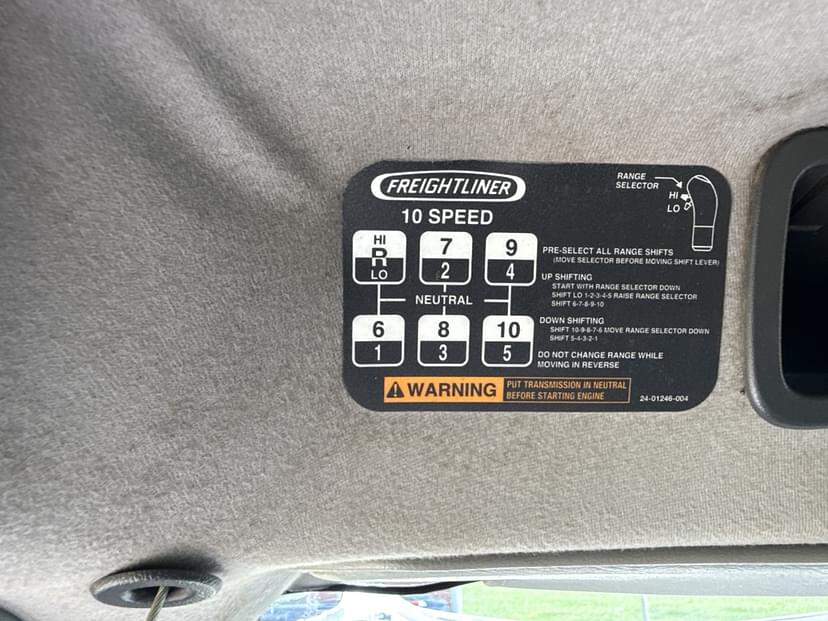 FREIGHTLINER
10 SPEED
RANGE
SELECTOR
HI
LO
HI
R
LO
7
2
9
4
NEUTRAL
6
1
8
3
10
5
PRE-SELECT ALL RANGE SHIFTS
(MOVE SELECTOR BEFORE MOVING SHIFT LEVER)
UP SHIFTING
START WITH RANGE SELECTOR DOWN
SHIFT LO 1-2-3-4-5 RAISE RANGE SELECTOR
SHIFT 6-7-8-9-10
DOWN SHIFTING
SHIFT 10-9-8-7-6 MOVE RANGE SELECTOR DOWN
SHIFT 5-4-3-2-1
DO NOT CHANGE RANGE WHILE
MOVING IN REVERSE
WARNING
PUT TRANSMISSION IN NEUTRAL
BEFORE STARTING ENGINE
24-01246-004